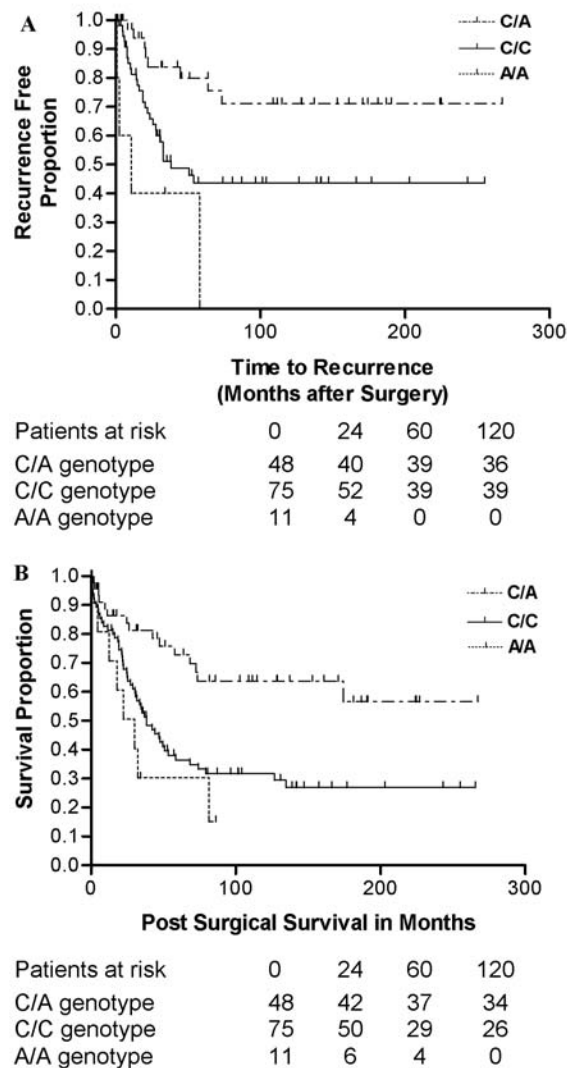 A
1.0
0.9
0.8
0.7
0.6
0.5
0.4
0.3
0.2
0.1
0.0
Recurrence Free
Proportion
C/A
C/C
A/A
0 100 200 300
Time to Recurrence
(Months after Surgery)
Patients at risk 0 24 60 120
C/A genotype 48 40 39 36
C/C genotype 75 52 39 39
A/A genotype 11 4 0 0
B
1.0
0.9
0.8
0.7
0.6
0.5
0.4
0.3
0.2
0.1
0.0
Survival Proportion
C/A
C/C
A/A
0 100 200 300
Post Surgical Survival in Months
Patients at risk 0 24 60 120
C/A genotype 48 42 37 34
C/C genotype 75 50 29 26
A/A genotype 11 6 4 0